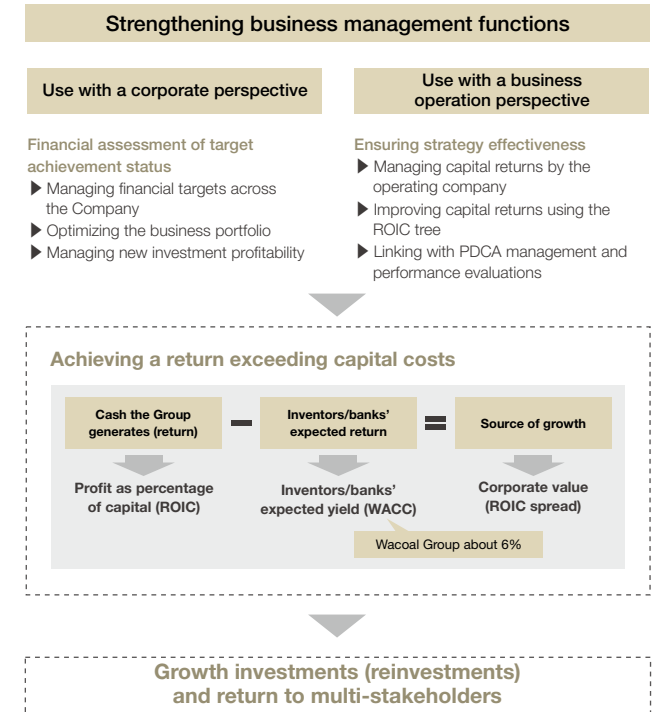 Strengthening business management functions
Use with a corporate perspective
Financial assessment of target
achievement status
▶ Managing financial targets across
the Company
▶ Optimizing the business portfolio
▶ Managing new investment profitability
Use with a business
operation perspective
Ensuring strategy effectiveness
▶ Managing capital returns by the
operating company
▶ Improving capital returns using the
ROIC tree
▶ Linking with PDCA management and
performance evaluations
Achieving a return exceeding capital costs
Cash the Group
generates (return)
−
Inventors/banks’
expected return
=
Source of growth
Profit as percentage
of capital (ROIC)
Inventors/banks’
expected yield (WACC)
Corporate value
(ROIC spread)
Wacoal Group about 6%
Growth investments (reinvestments)
and return to multi-stakeholders